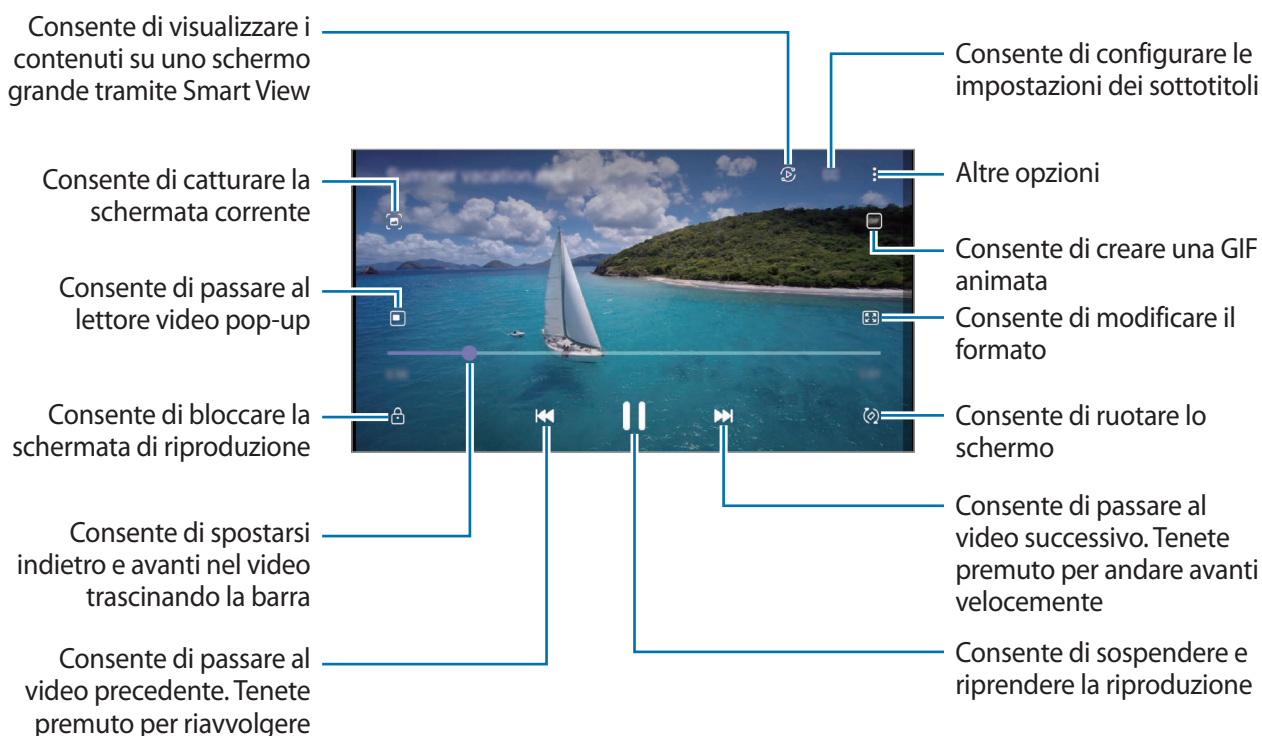 Consente di visualizzare i
contenuti su uno schermo
grande tramite Smart View
Consente di catturare la
schermata corrente
Consente di passare al
lettore video pop-up
Consente di bloccare la
schermata di riproduzione
Consente di spostarsi
indietro e avanti nel video
trascinando la barra
Consente di passare al
video precedente. Tenete
premuto per riavvolgere
Consente di configurare le
impostazioni dei sottotitoli
Altre opzioni
Consente di creare una GIF
animata
Consente di modificare il
formato
Consente di ruotare lo
schermo
Consente di passare al
video successivo. Tenete
premuto per andare avanti
velocemente
Consente di sospendere e
riprendere la riproduzione